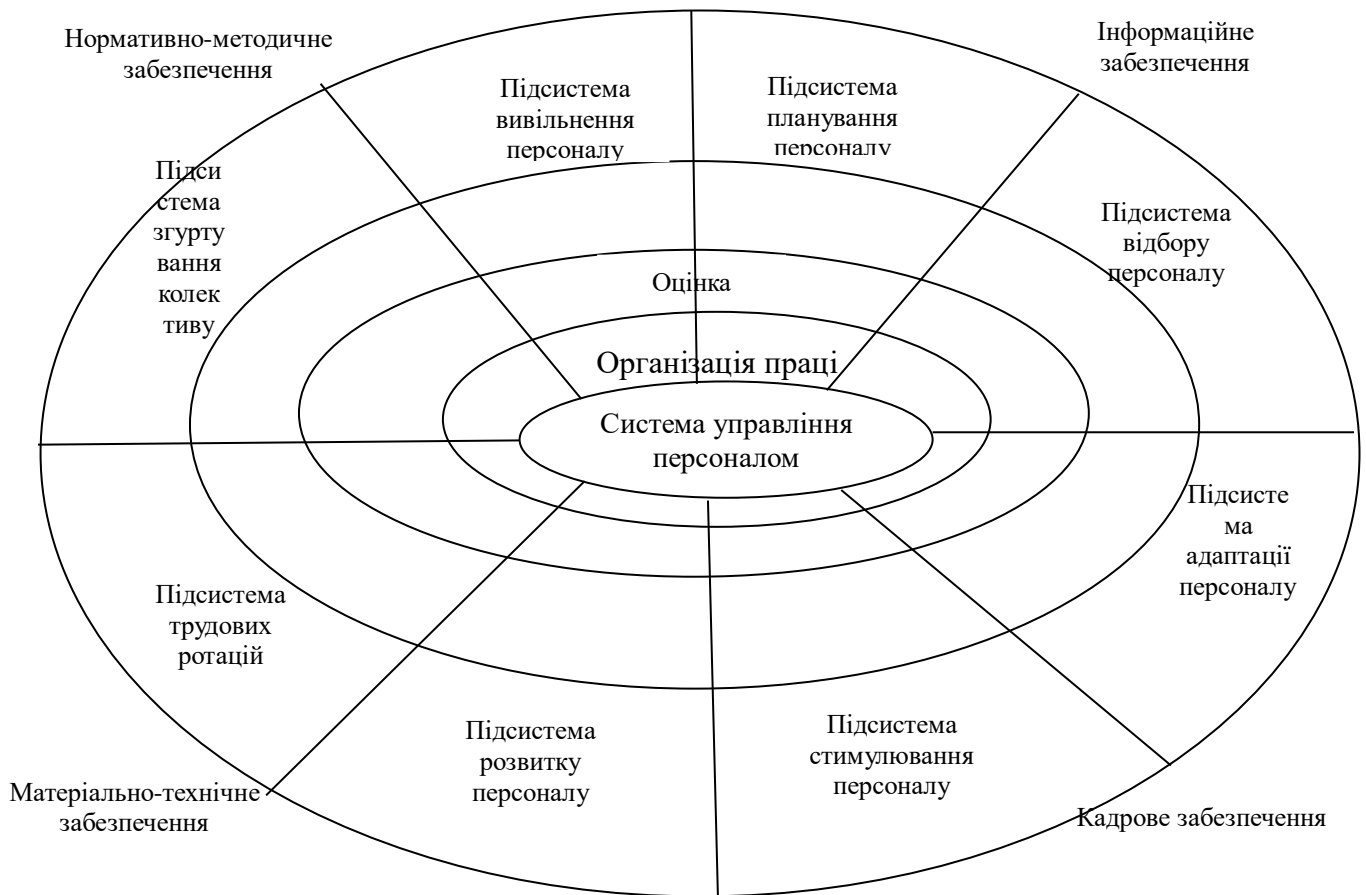 Нормативно-методичне
забезпечення
Інформаційне
забезпечення
Підсистема
вивільнення
персоналу
Підсистема
планування
персоналу
Підси
стема
згурту
вання
колек
тиву
Підсистема
відбору
персоналу
Оцінка
Організація праці
Система управління
персоналом
Підсисте
ма
адаптації
персоналу
Підсистема
трудових
ротацій
Підсистема
розвитку
персоналу
Підсистема
стимулювання
персоналу
Матеріально-технічне
забезпечення
Кадрове забезпечення